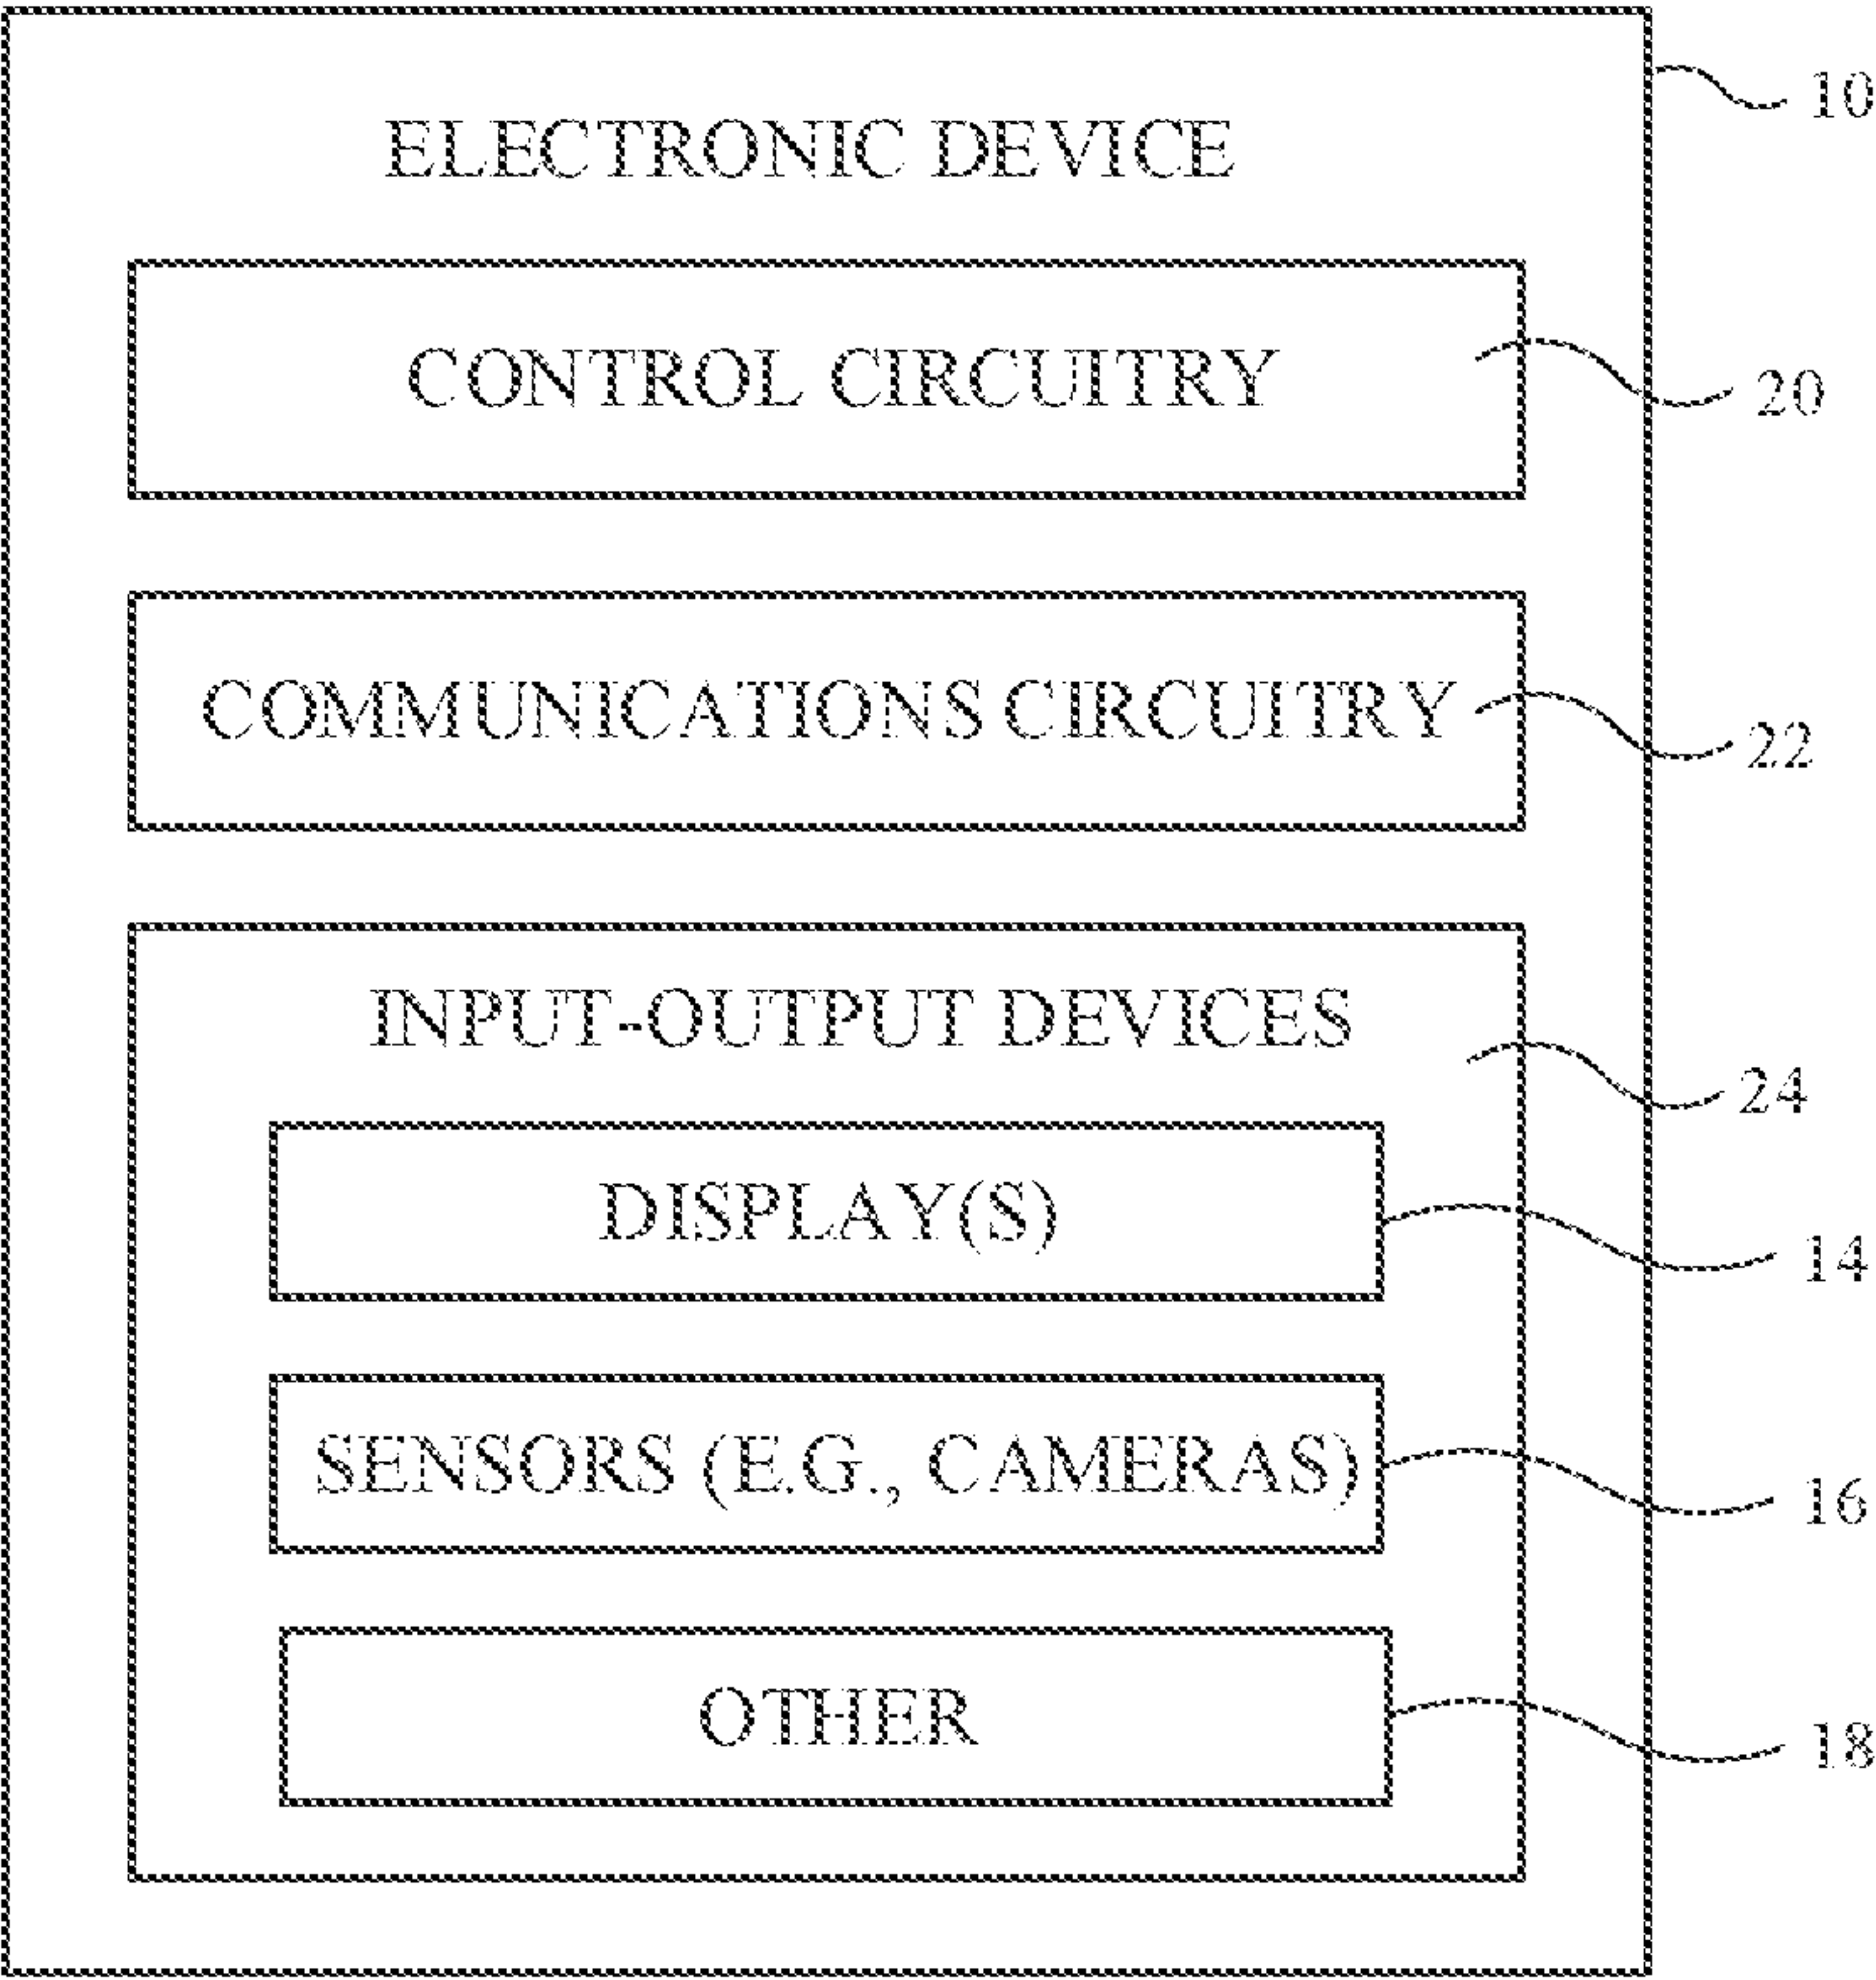 10
ELECTRONIC DEVICE
CONTROL CIRCUITRY
20
COMMUNICATIONS CIRCUITRY
22
INPUT-OUTPUT DEVICES
24
DISPLAY(S)
14
SENSORS (E.G., CAMERAS)
16
OTHER
18